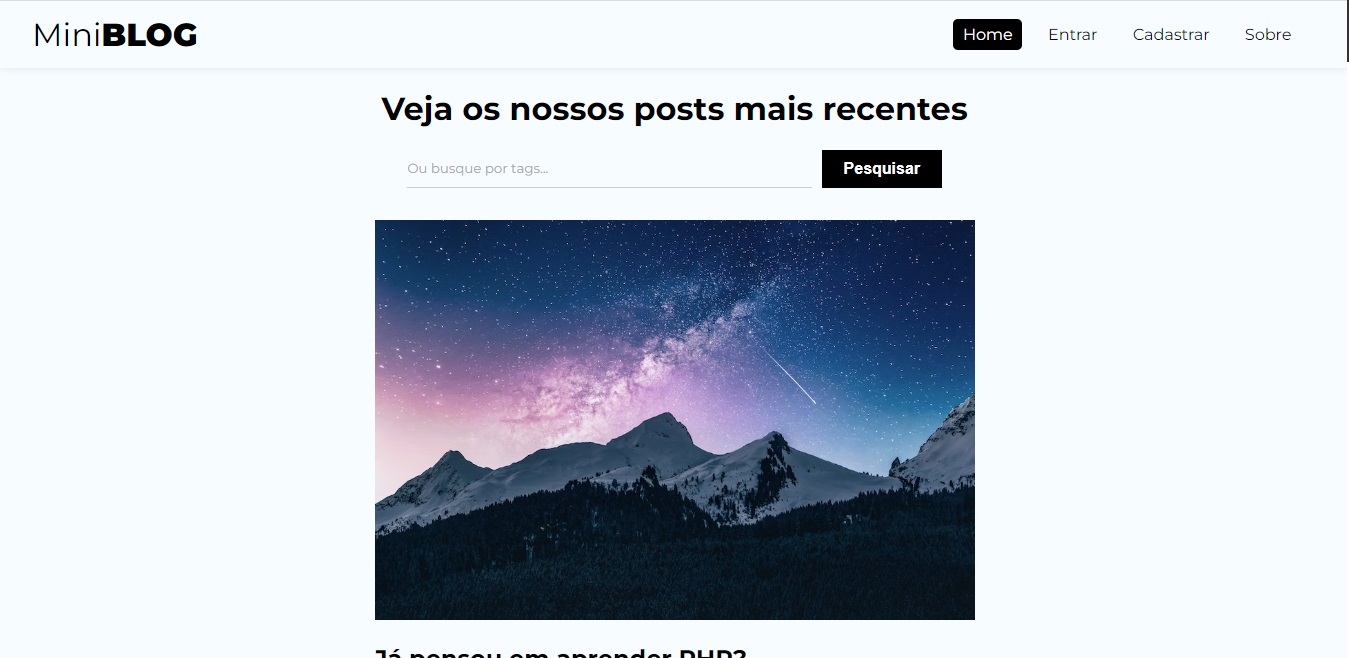 MiniBLOG
Home Entrar Cadastrar Sobre
Veja os nossos posts mais recentes
Ou busque por tags... Pesquisar
Já pensou em aprender PHP?